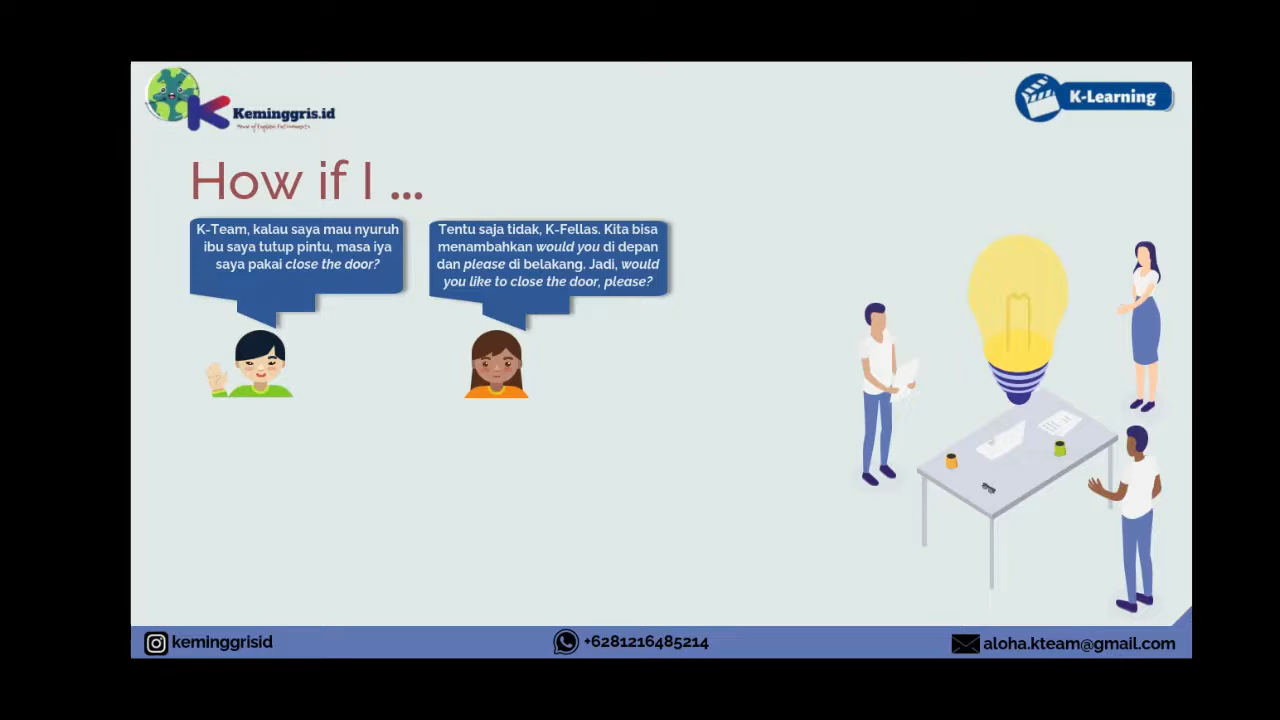 Keminggris.id
K-Learning
How if I ...
K-Team, kalau saya mau nyuruh
ibu saya tutup pintu, masa iya
saya pakai close the door?
Tentu saja tidak, K-Fellas. Kita bisa
menambahkan would you di depan
dan please di belakang. Jadi, would
you like to close the door, please?
keminggrisid
+6281216485214
aloha.kteam@gmail.com